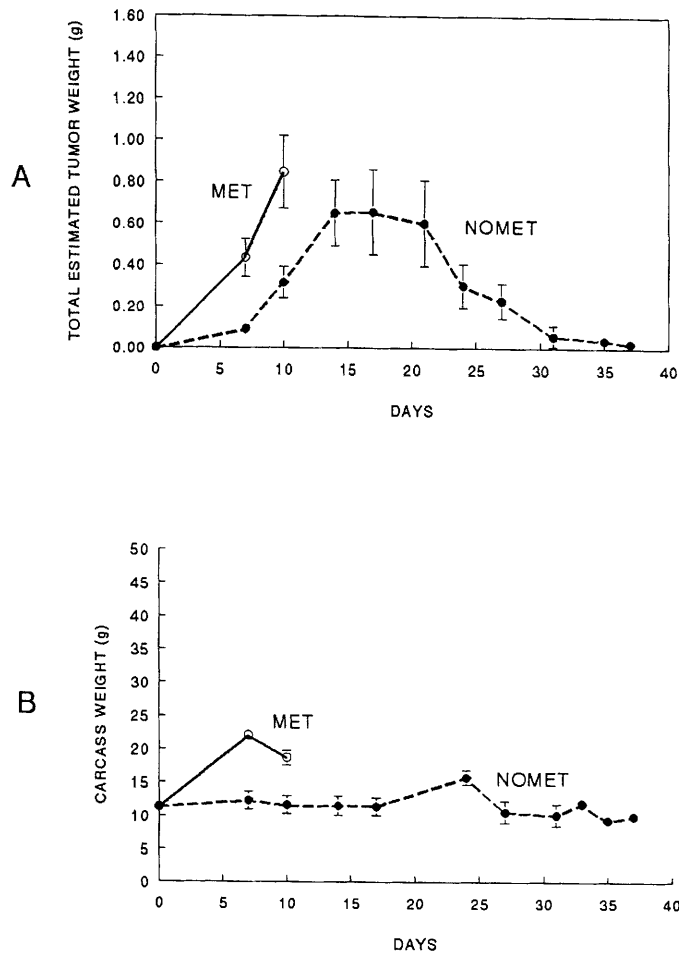 A
TOTAL ESTIMATED TUMOR WEIGHT (g)
1.60
1.40
1.20
1.00
0.80
0.60
0.40
0.20
0.00
MET
NOMET
0 5 10 15 20 25 30 35 40
DAYS
B
CARCASS WEIGHT (g)
50
45
40
35
30
25
20
15
10
5
0
MET
NOMET
0 5 10 15 20 25 30 35 40
DAYS